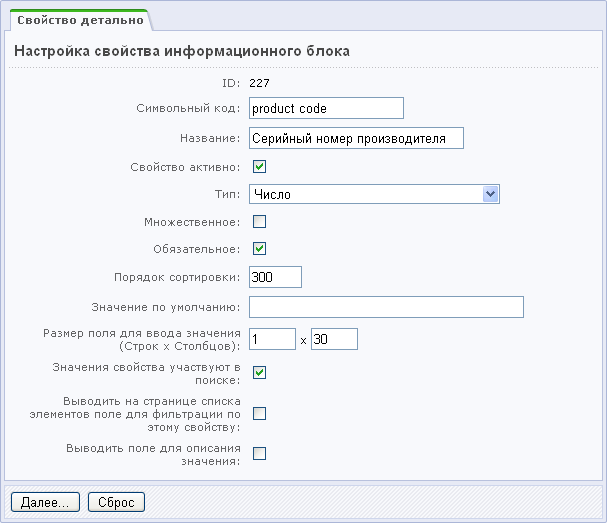 Свойство детально
Настройка свойства информационного блока
ID: 227
Символьный код: product code
Название: Серийный номер производителя
Свойство активно:
Тип: Число
Множественное:
Обязательное:
Порядок сортировки: 300
Значение по умолчанию:
Размер поля для ввода значения
(Строк x Столбцов): 1 x 30
Значения свойства участвуют в
поиске:
Выводить на странице списка
элементов поле для фильтрации по
этому свойству:
Выводить поле для описания
значения:
Далее... Сброс